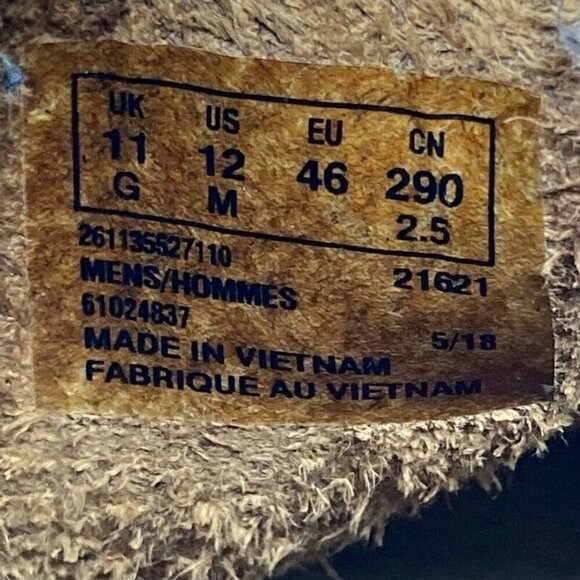 UK US EU CN
11 12 46 290
G M 2.5
261135527110
MENS/HOMMES 21621
61024837
MADE IN VIETNAM 5/18
FABRIQUE AU VIETNAM